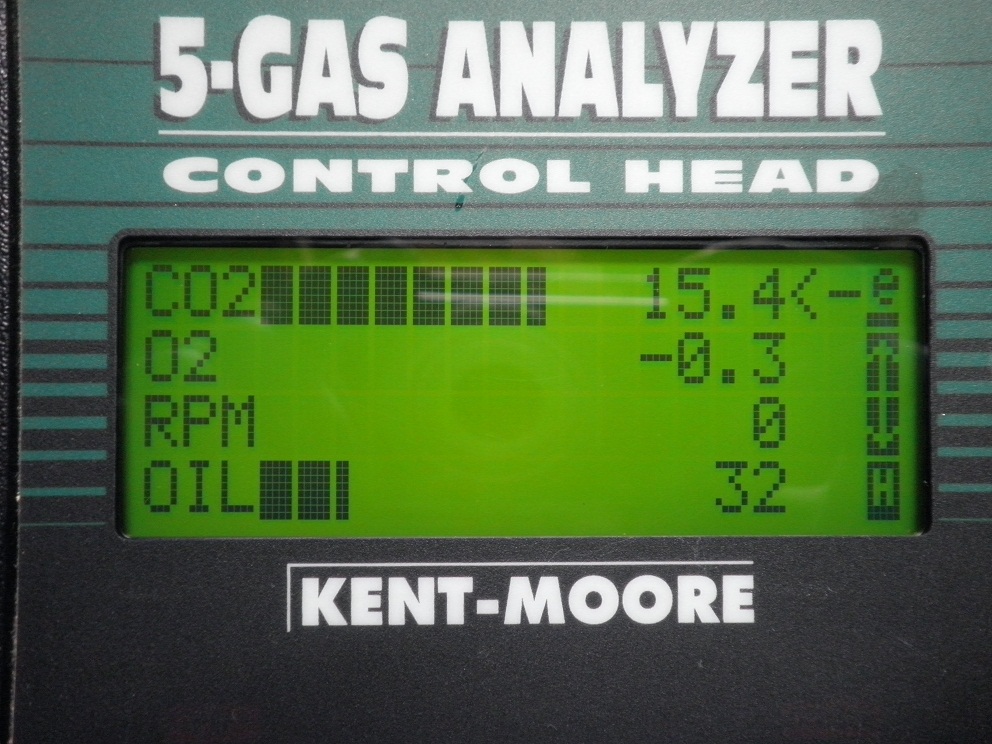 5-GAS ANALYZER
CONTROL HEAD
CO2 15.4<-e
O2 -0.3
RPM 0
OIL 32
KENT-MOORE